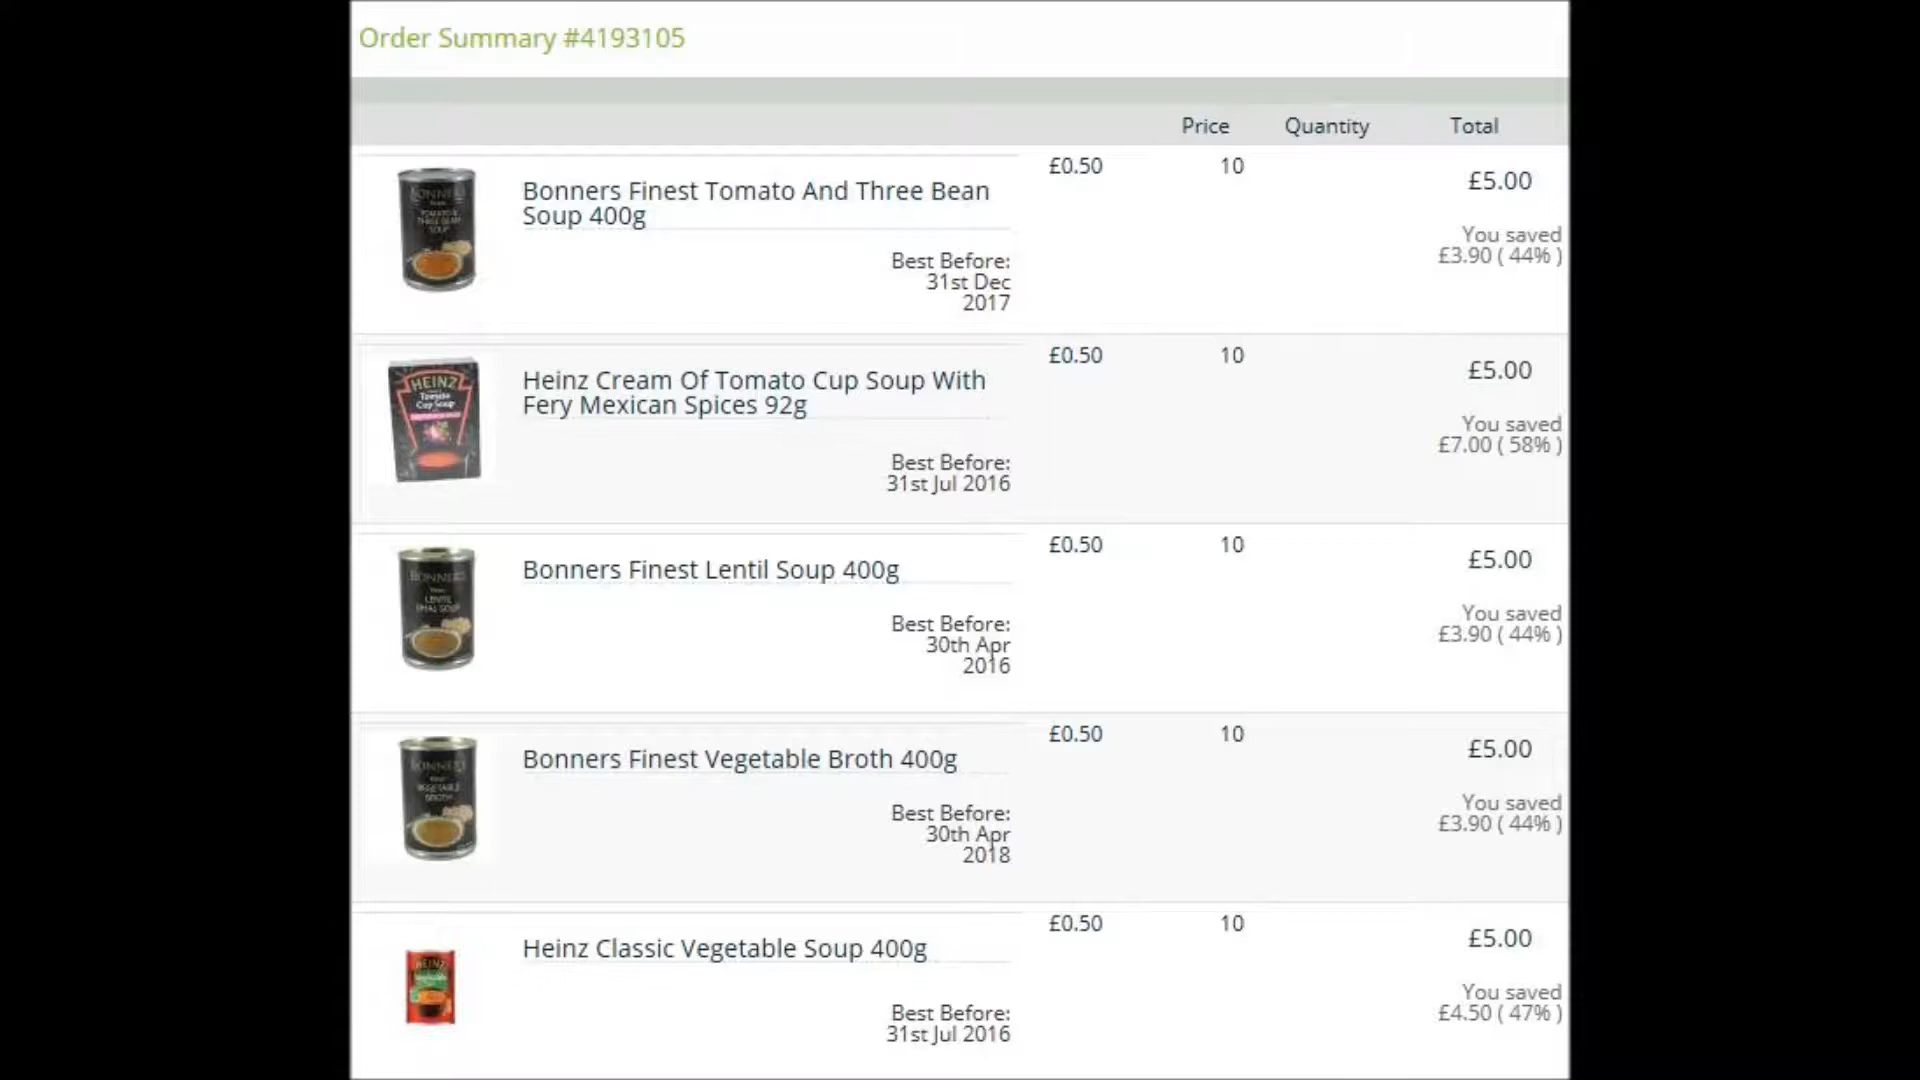 Order Summary #4193105
Price Quantity Total
Bonners Finest Tomato And Three Bean
Soup 400g
Best Before:
31st Dec
2017
£0.50 10 £5.00
You saved
£3.90 ( 44% )
HEINZ
Tomato
Cup Soup
Heinz Cream Of Tomato Cup Soup With
Fery Mexican Spices 92g
Best Before:
31st Jul 2016
£0.50 10 £5.00
You saved
£7.00 ( 58% )
BONNERS
Bonners Finest Lentil Soup 400g
Best Before:
30th Apr
2016
£0.50 10 £5.00
You saved
£3.90 ( 44% )
Bonners Finest Vegetable Broth 400g
Best Before:
30th Apr
2018
£0.50 10 £5.00
You saved
£3.90 ( 44% )
HEINZ
Heinz Classic Vegetable Soup 400g
Best Before:
31st Jul 2016
£0.50 10 £5.00
You saved
£4.50 ( 47% )